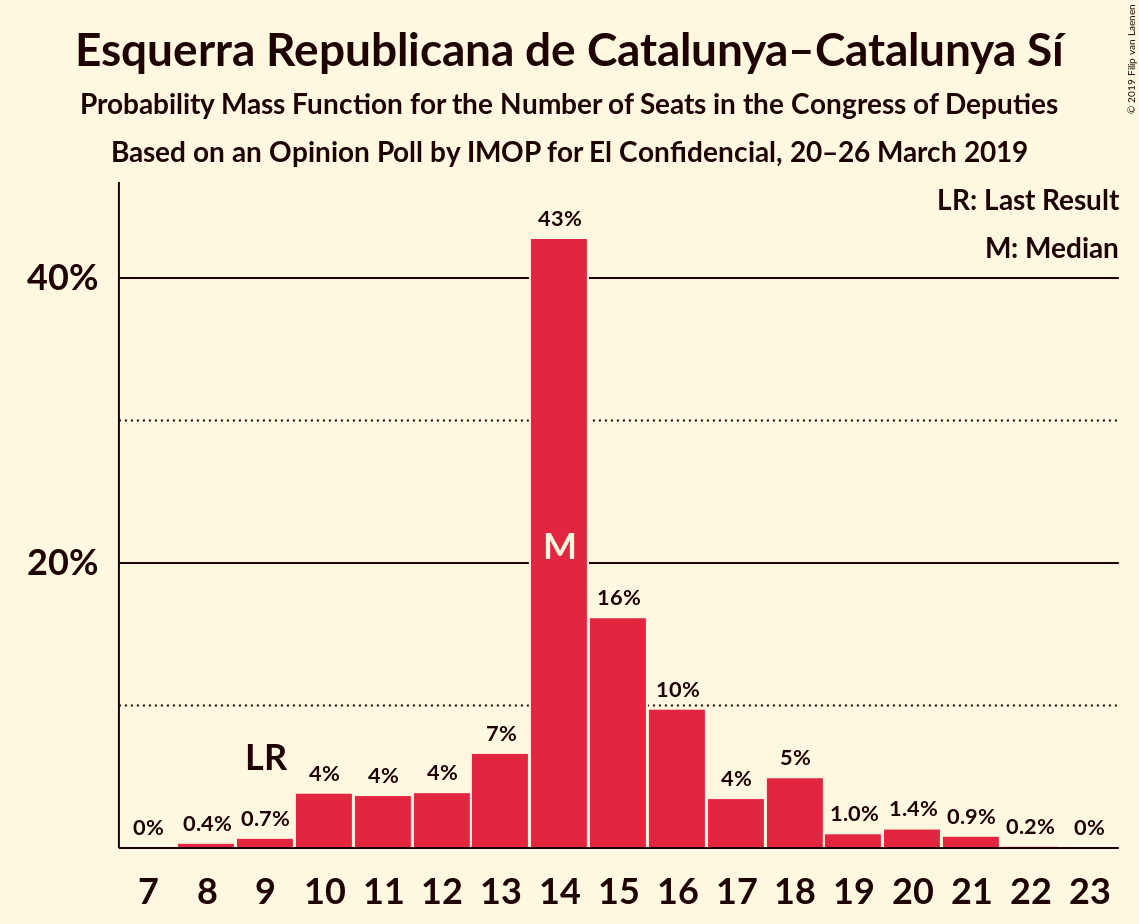 Esquerra Republicana de Catalunya–Catalunya Sí
Probability Mass Function for the Number of Seats in the Congress of Deputies
Based on an Opinion Poll by IMOP for El Confidencial, 20–26 March 2019
© 2019 Filip van Laenen
LR: Last Result
M: Median
40%
20%
0%
0.4%
0.7%
4%
4%
4%
7%
43%
16%
10%
4%
5%
1.0%
1.4%
0.9%
0.2%
0%
LR
M
7 8 9 10 11 12 13 14 15 16 17 18 19 20 21 22 23